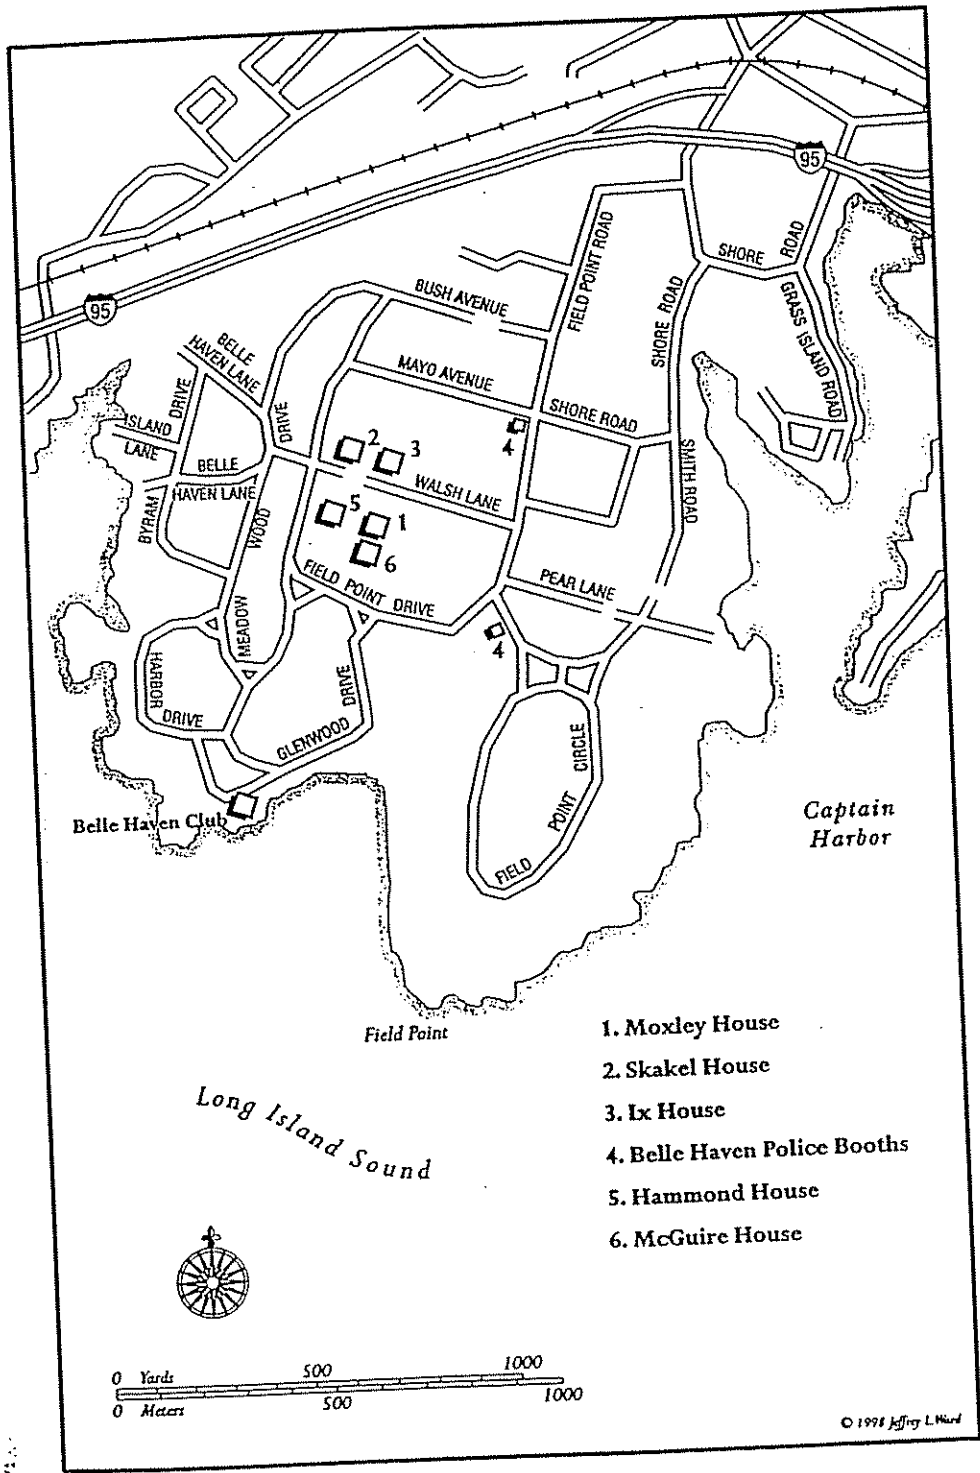 95
FIELD POINT ROAD
SHORE
ROAD
95
BUSH AVENUE
SHORE ROAD
GRASS ISLAND ROAD
BELLE
HAVEN LANE
MAYO AVENUE
DRIVE
ISLAND
LANE
DRIVE
SHORE ROAD
4
2
3
BELLE
HAVEN LANE
WALSH LANE
SMITH ROAD
BYRAM
WOOD
5
1
6
FIELD POINT DRIVE
PEAR LANE
MEADOW
4
HARBOR
DRIVE
DRIVE
GLENWOOD
CIRCLE
POINT
FIELD
Belle Haven Club
Captain
Harbor
Field Point
Long Island Sound
1. Moxley House
2. Skakel House
3. Ix House
4. Belle Haven Police Booths
5. Hammond House
6. McGuire House
0 Yards 500 1000
0 Meters 500 1000
© 1998 Jeffrey L. Ward